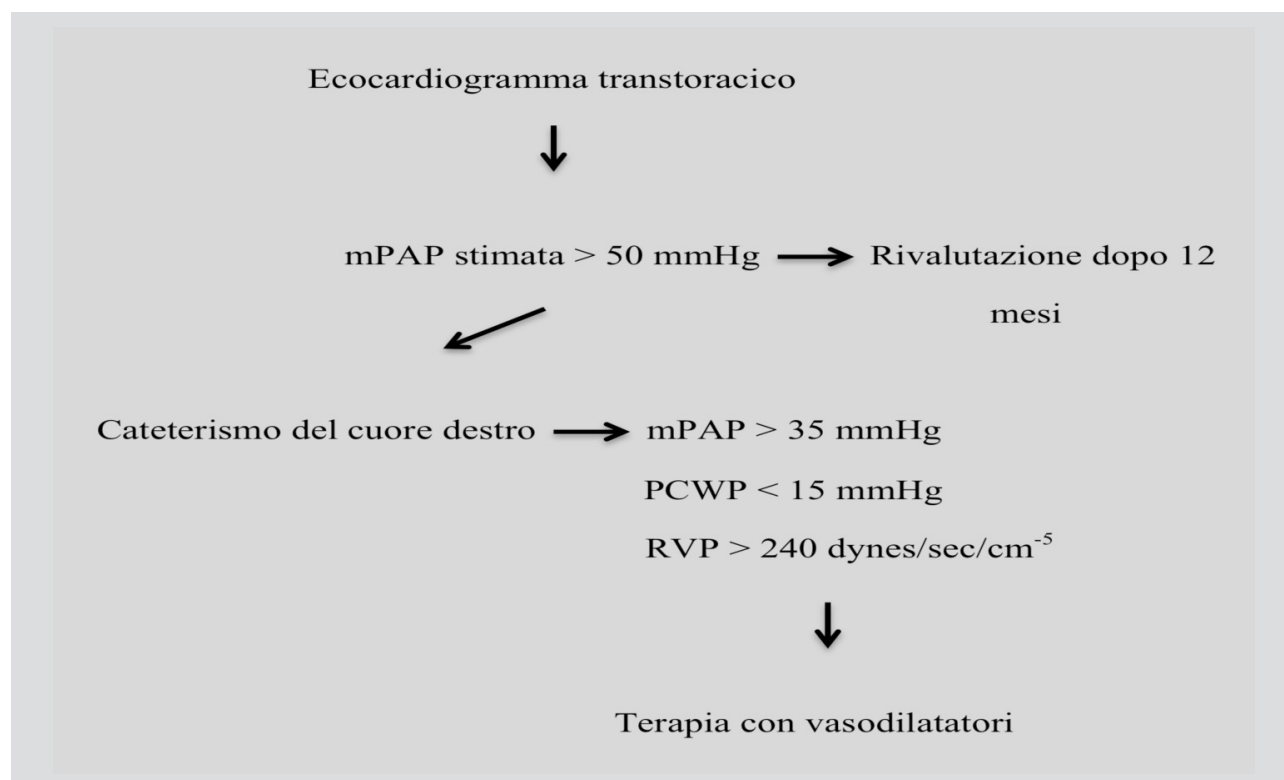 Ecocardiogramma transtoracico
mPAP stimata > 50 mmHg
Rivalutazione dopo 12
mesi
Cateterismo del cuore destro
mPAP > 35 mmHg
PCWP < 15 mmHg
RVP > 240 dynes/sec/cm⁻⁵
Terapia con vasodilatatori